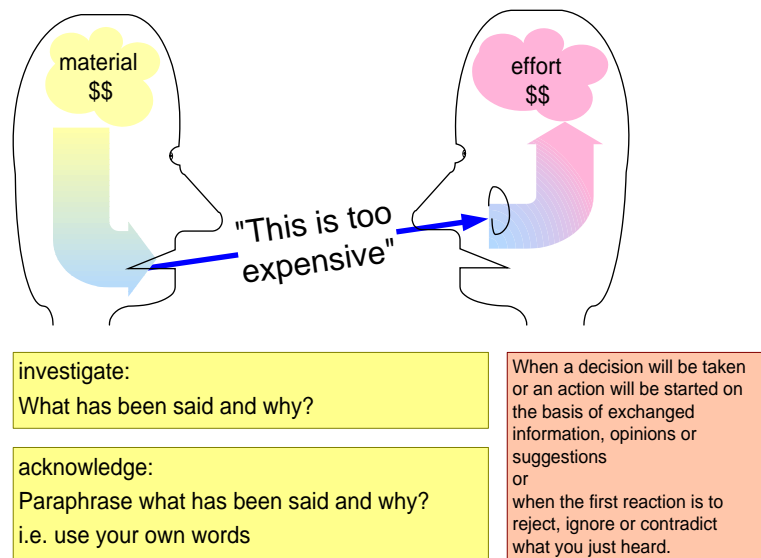 material
$$
effort
$$
"This is too
expensive"
investigate:
What has been said and why?
acknowledge:
Paraphrase what has been said and why?
i.e. use your own words
When a decision will be taken
or an action will be started on
the basis of exchanged
information, opinions or
suggestions
or
when the first reaction is to
reject, ignore or contradict
what you just heard.